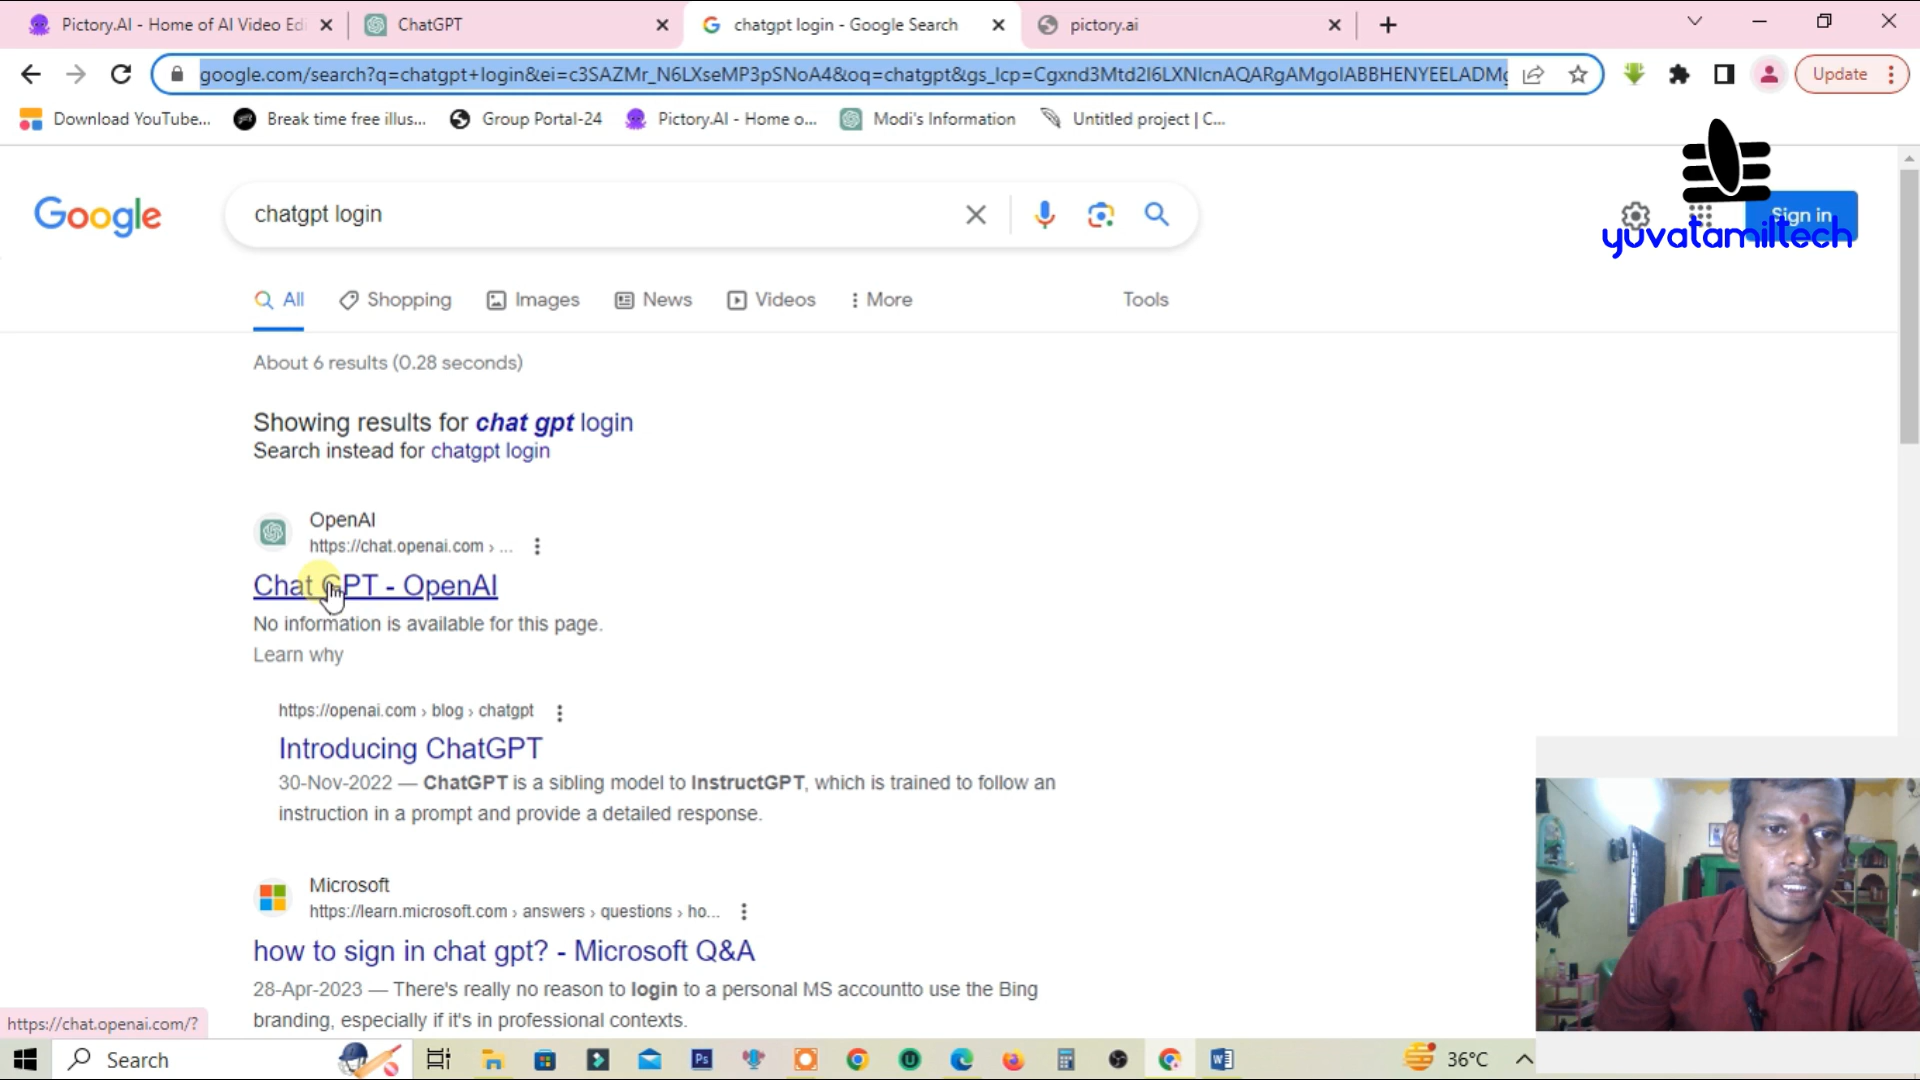 Pictory.AI - Home of AI Video Edi
ChatGPT
chatgpt login - Google Search
pictory.ai
google.com/search?q=chatgpt+login&ei=c3SAZMr_N6LXseMP3pSNoA4&oq=chatgpt&gs_lcp=Cgxnd3Mtd2l6LXNlcnAQARgAMgoIABBHENYEELADMg
Update
Download YouTube...
Break time free illus...
Group Portal-24
Pictory.AI - Home o...
Modi's Information
Untitled project | C...
Google
chatgpt login
Sign in
yuvatamiltech
All
Shopping
Images
News
Videos
More
Tools
About 6 results (0.28 seconds)
Showing results for chat gpt login
Search instead for chatgpt login
OpenAI
https://chat.openai.com › ...
Chat GPT - OpenAI
No information is available for this page.
Learn why
https://openai.com › blog › chatgpt
Introducing ChatGPT
30-Nov-2022 — ChatGPT is a sibling model to InstructGPT, which is trained to follow an
instruction in a prompt and provide a detailed response.
Microsoft
https://learn.microsoft.com › answers › questions › ho...
how to sign in chat gpt? - Microsoft Q&A
28-Apr-2023 — There's really no reason to login to a personal MS accountto use the Bing
branding, especially if it's in professional contexts.
https://chat.openai.com/?
Search
Ps
36°C